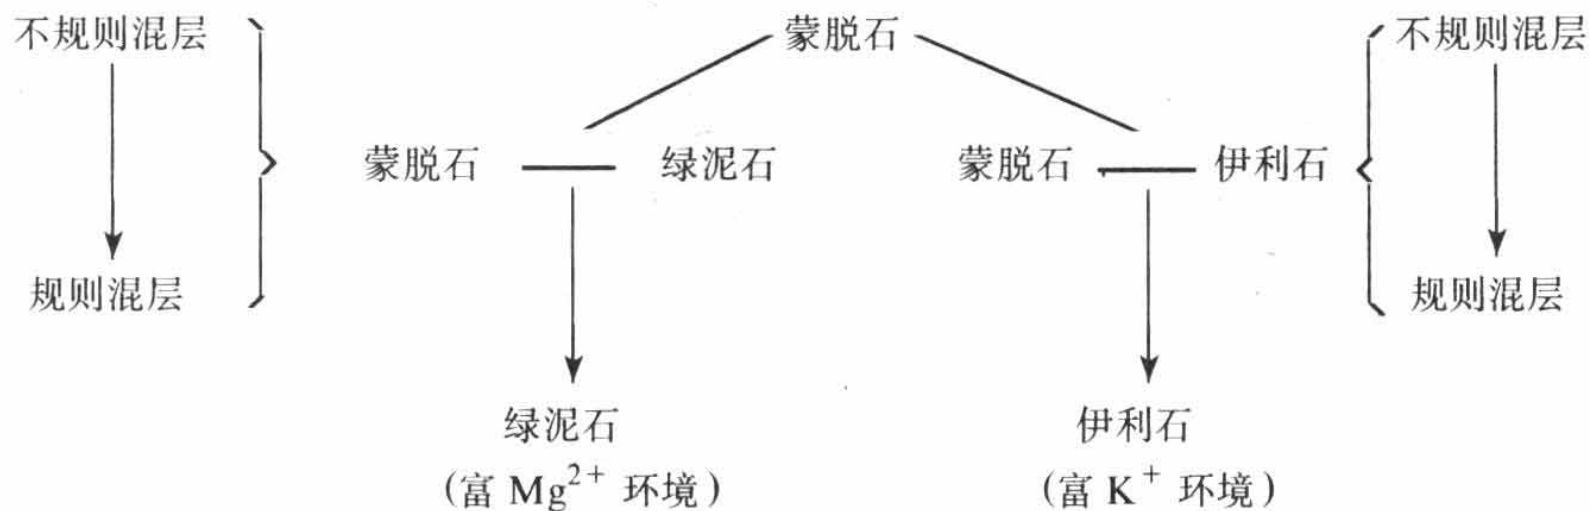 不规则混层 蒙脱石 不规则混层
蒙脱石 绿泥石 蒙脱石 伊利石
规则混层 规则混层
绿泥石 伊利石
(富 Mg²⁺ 环境) (富 K⁺ 环境)